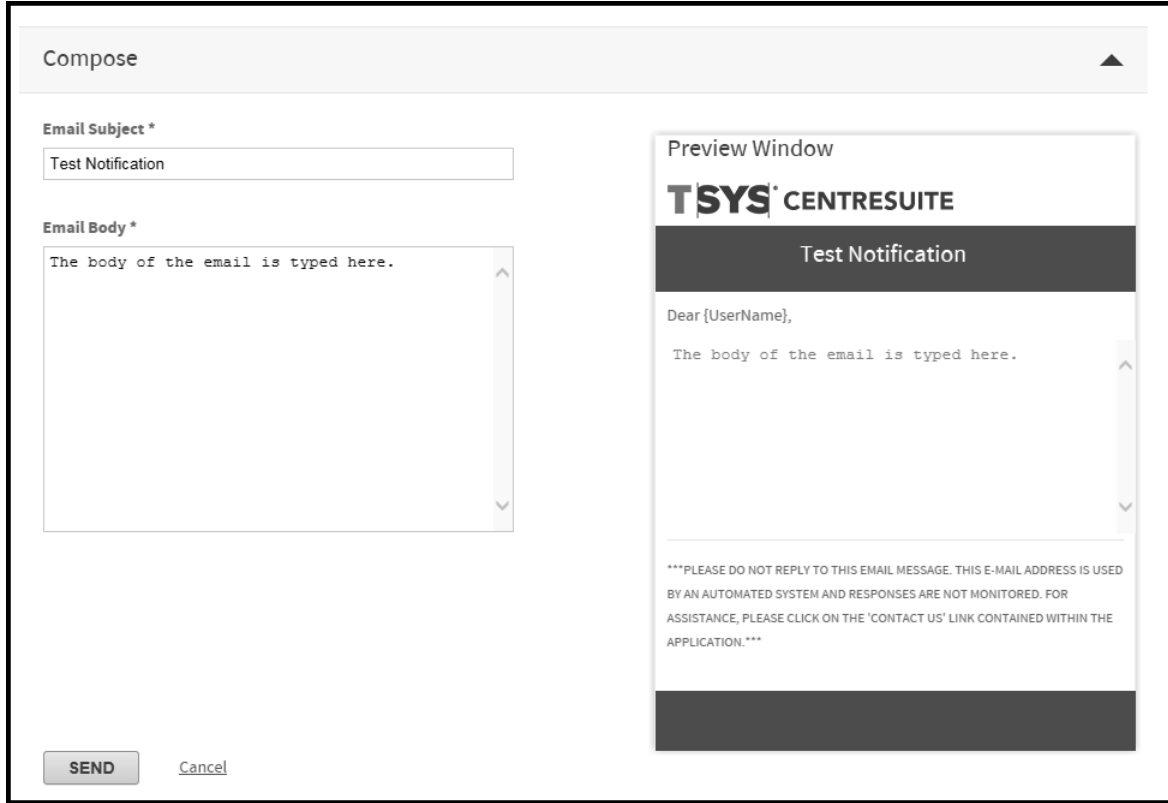 Compose
Email Subject *
Test Notification
Email Body *
The body of the email is typed here.
SEND
Cancel
Preview Window
TSYS CENTRESUITE
Test Notification
Dear {UserName},
The body of the email is typed here.
***PLEASE DO NOT REPLY TO THIS EMAIL MESSAGE. THIS E-MAIL ADDRESS IS USED
BY AN AUTOMATED SYSTEM AND RESPONSES ARE NOT MONITORED. FOR
ASSISTANCE, PLEASE CLICK ON THE 'CONTACT US' LINK CONTAINED WITHIN THE
APPLICATION.***